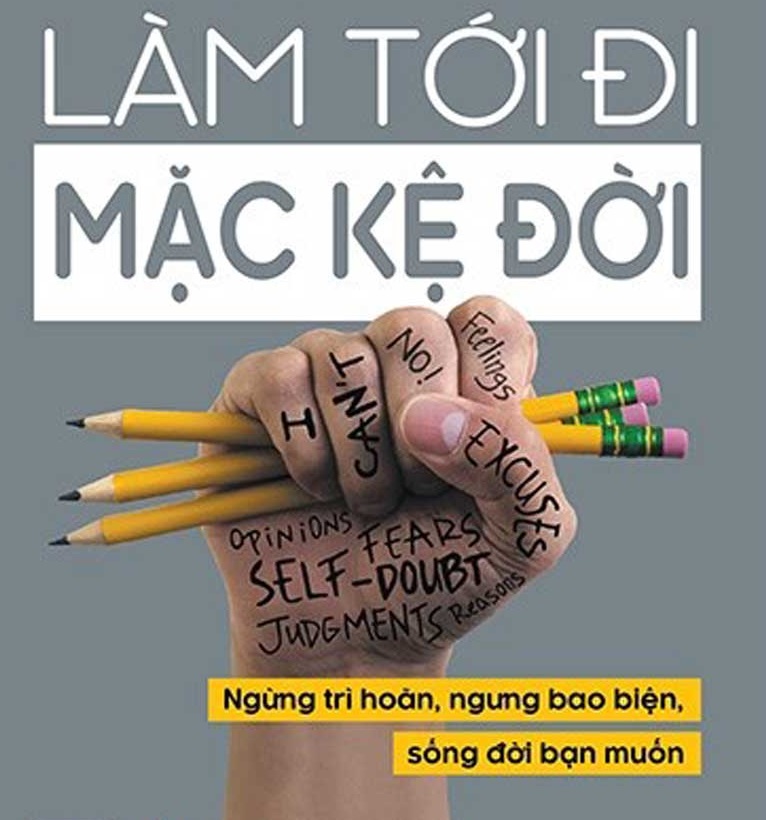 LÀM TỚI ĐI
MẶC KỆ ĐỜI
I
CAN'T
NO!
Feelings
EXCUSES
OPiNiONS
FEARS
SELF-DOUBT
JUDGMENTS
Reasons
Ngừng trì hoãn, ngưng bao biện,
sống đời bạn muốn